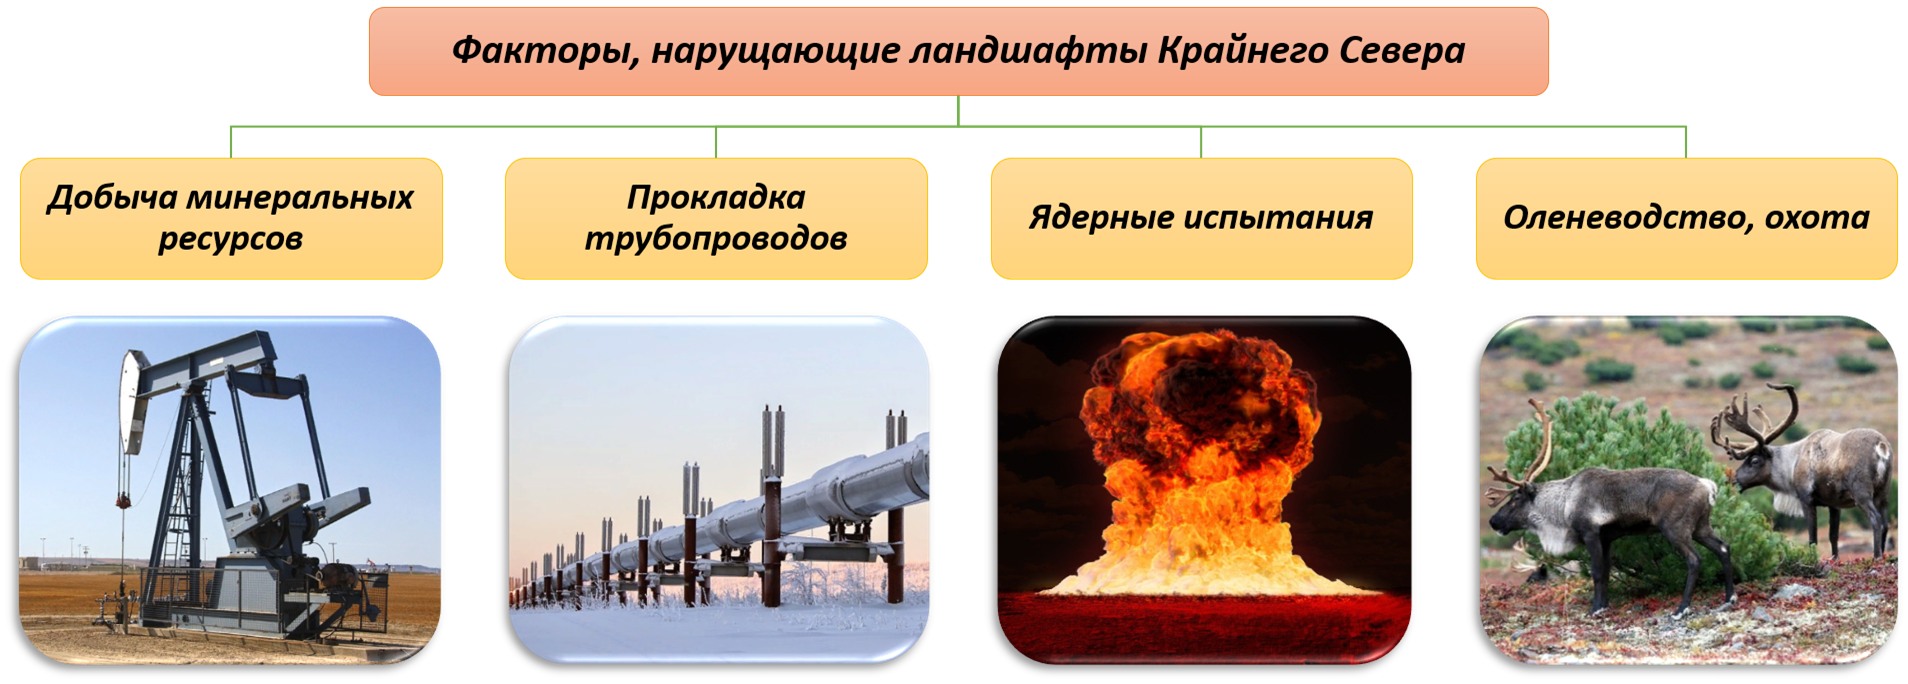 Факторы, нарущающие ландшафты Крайнего Севера
Добыча минеральных
ресурсов
Прокладка
трубопроводов
Ядерные испытания
Оленеводство, охота